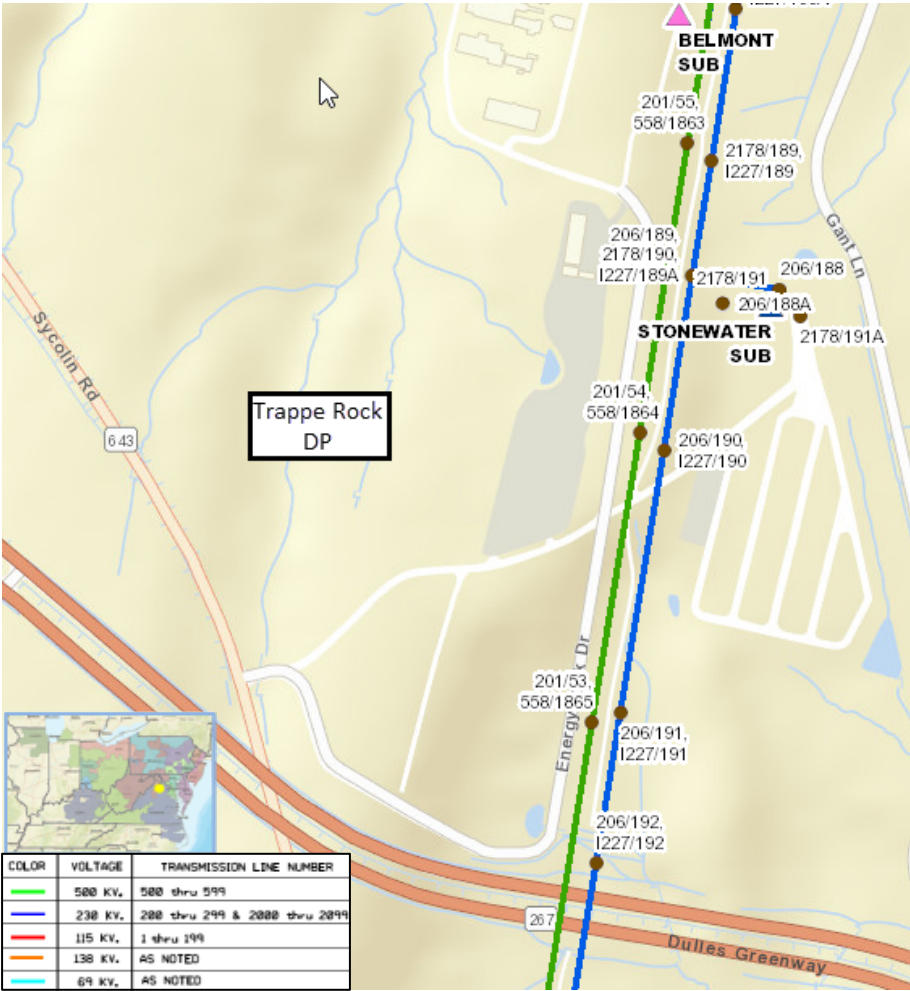 BELMONT
SUB
201/55,
558/1863
2178/189,
I227/189
Gant Ln
206/189,
2178/190,
I227/189A
2178/191
206/188
206/188A
STONEWATER
SUB
2178/191A
Sycolin Rd
643
Trappe Rock
DP
201/54,
558/1864
206/190,
I227/190
201/53,
558/1865
Energy
Dr
206/191,
I227/191
206/192,
I227/192
267
Dulles Greenway
COLOR VOLTAGE TRANSMISSION LINE NUMBER
500 KV. 500 thru 599
230 KV. 200 thru 299 & 2000 thru 2099
115 KV. 1 thru 199
138 KV. AS NOTED
69 KV. AS NOTED